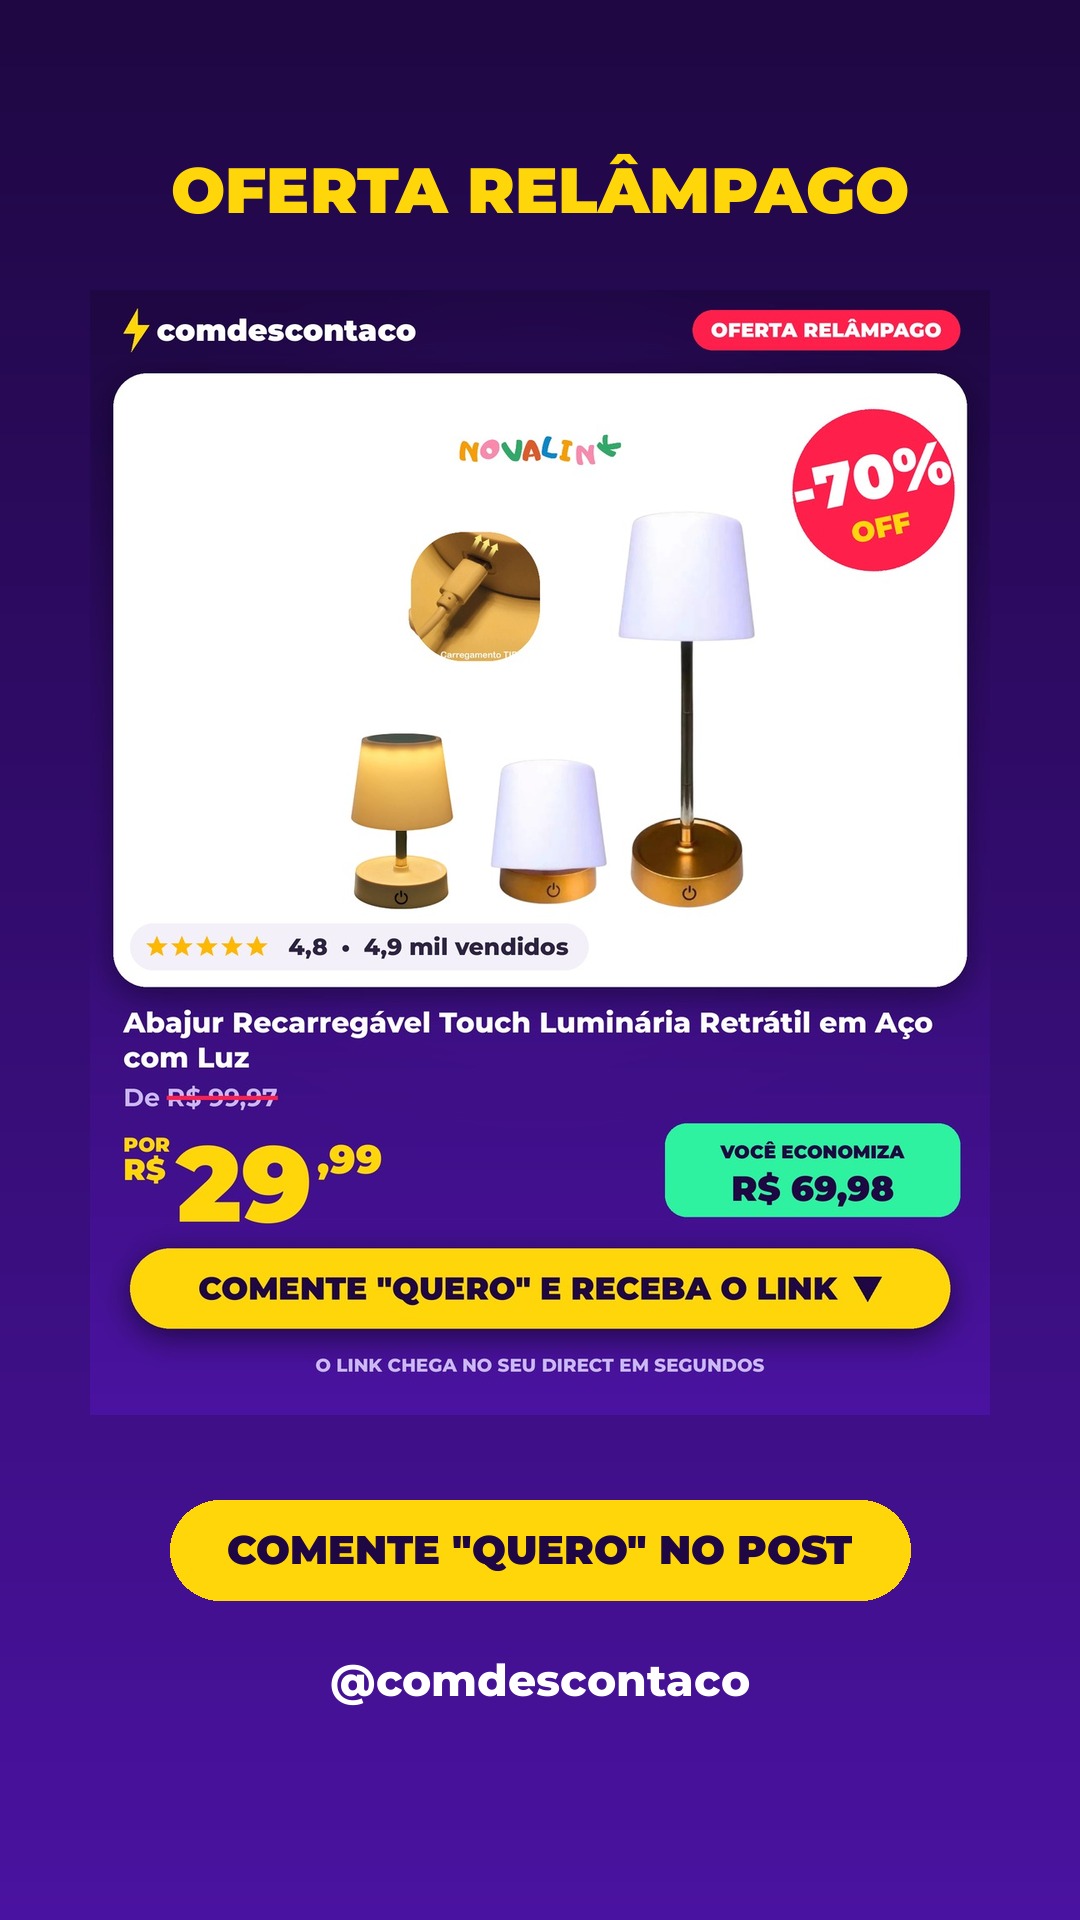 OFERTA RELÂMPAGO
comdescontaco
OFERTA RELÂMPAGO
NOVALINK
-70%
OFF
Carregamento
4,8 • 4,9 mil vendidos
Abajur Recarregável Touch Luminária Retrátil em Aço
com Luz
De R$ 99,97
POR
R$ 29,99
VOCÊ ECONOMIZA
R$ 69,98
COMENTE "QUERO" E RECEBA O LINK ▼
O LINK CHEGA NO SEU DIRECT EM SEGUNDOS
COMENTE "QUERO" NO POST
@comdescontaco